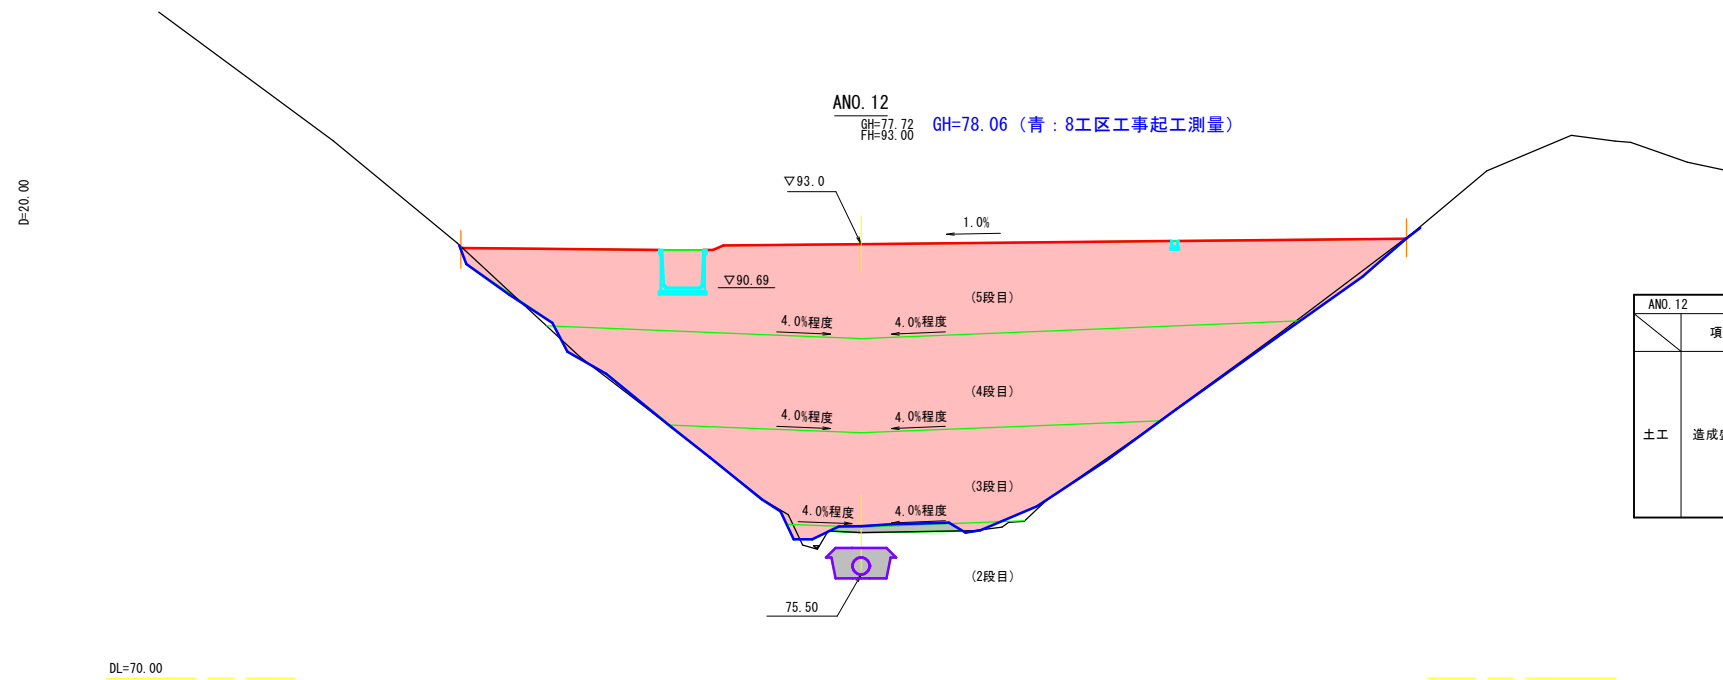 ANO.12
GH=77.72
FH=93.00
GH=78.06（青：8工区工事起工測量）
D=20.00
▽93.0
1.0%
▽90.69
（5段目）
4.0%程度
4.0%程度
ANO.12
項
（4段目）
4.0%程度
4.0%程度
土工
造成
（3段目）
4.0%程度
4.0%程度
（2段目）
75.50
DL=70.00